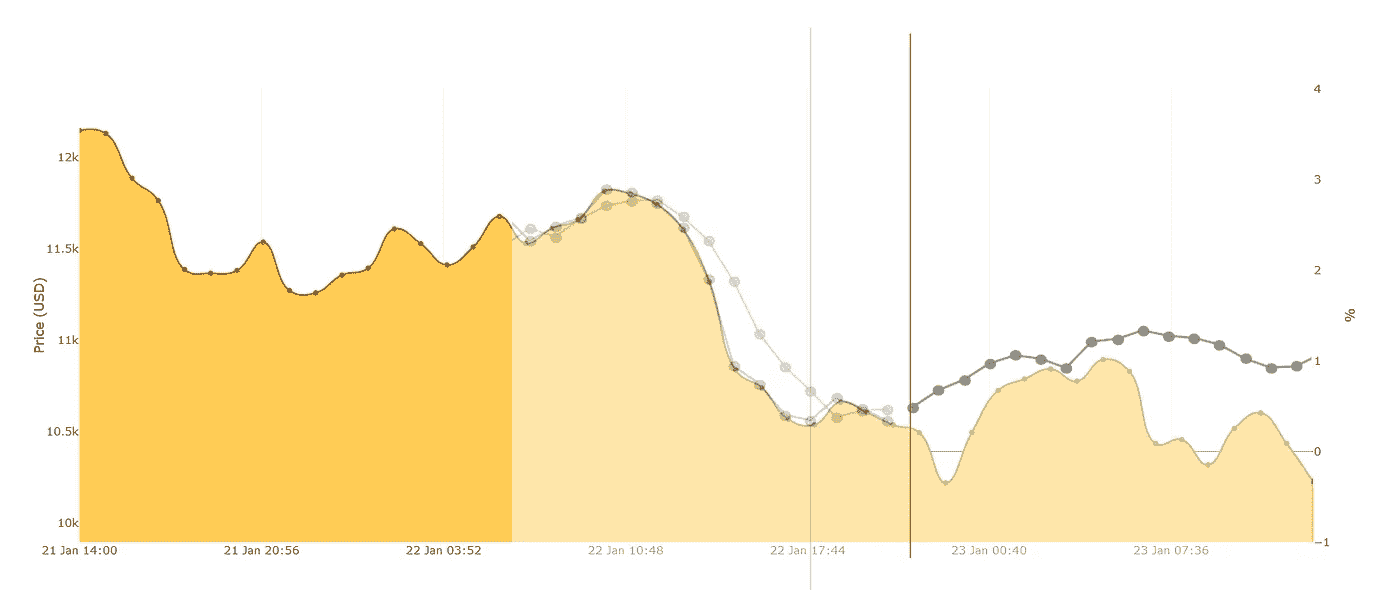 4
12k
3
11.5k
2
Price (USD)
%
11k
1
10.5k
0
10k
−1
21 Jan 14:00
21 Jan 20:56
22 Jan 03:52
22 Jan 10:48
22 Jan 17:44
23 Jan 00:40
23 Jan 07:36